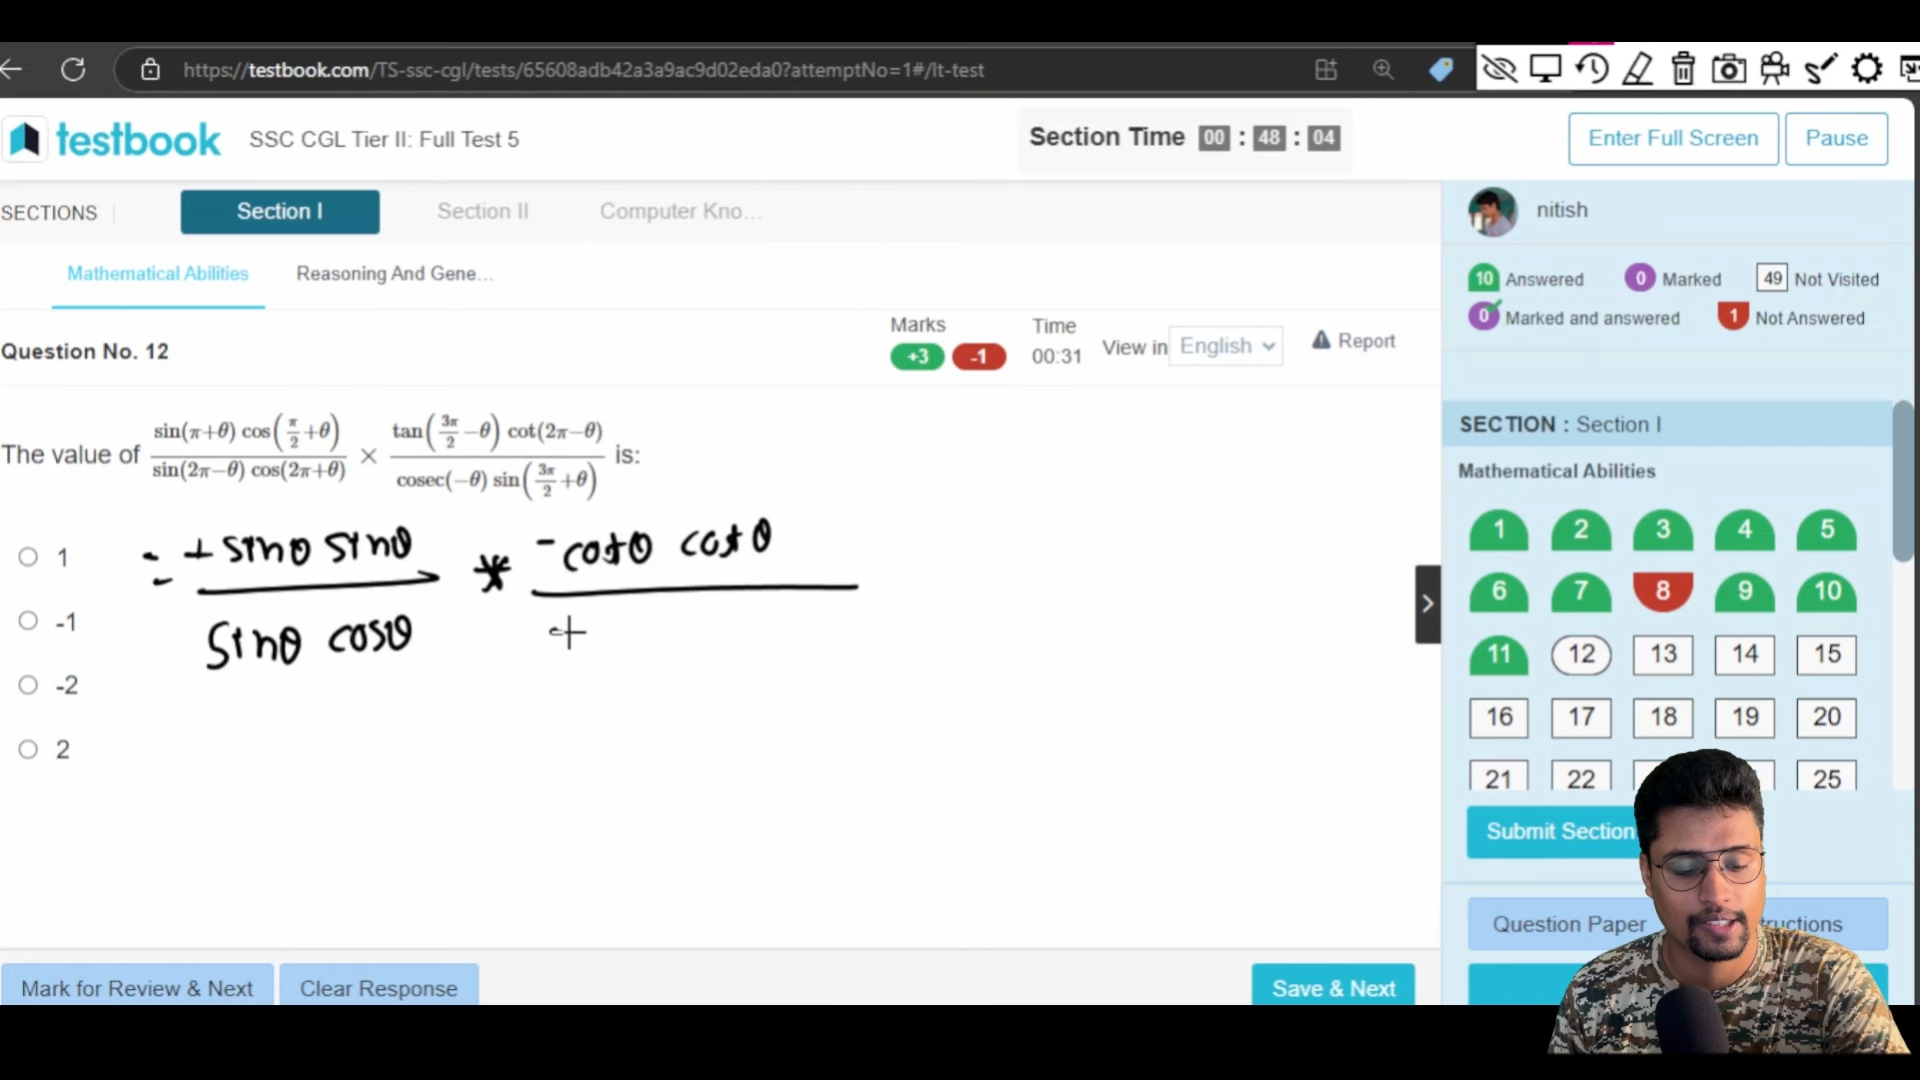 https://testbook.com/TS-ssc-cgl/tests/65608adb42a3a9ac9d02eda0?attemptNo=1#/lt-test
testbook SSC CGL Tier II: Full Test 5 Section Time 00 : 48 : 04 Enter Full Screen Pause
SECTIONS Section I Section II Computer Kno...
nitish
Mathematical Abilities Reasoning And Gene...
10 Answered 0 Marked 49 Not Visited
0 Marked and answered 1 Not Answered
Question No. 12 Marks +3 -1 Time 00:31 View in English Report
The value of \frac{sin(π+θ) cos(π/2+θ)}{sin(2π−θ) cos(2π+θ)} × \frac{tan(3π/2−θ) cot(2π−θ)}{cosec(−θ) sin(3π/2+θ)} is:
1
-1
-2
2
= + sinθ sinθ * - cotθ cotθ
sinθ cosθ +
SECTION : Section I
Mathematical Abilities
1 2 3 4 5
6 7 8 9 10
11 12 13 14 15
16 17 18 19 20
21 22 25
Submit Section
Question Paper
Mark for Review & Next Clear Response Save & Next